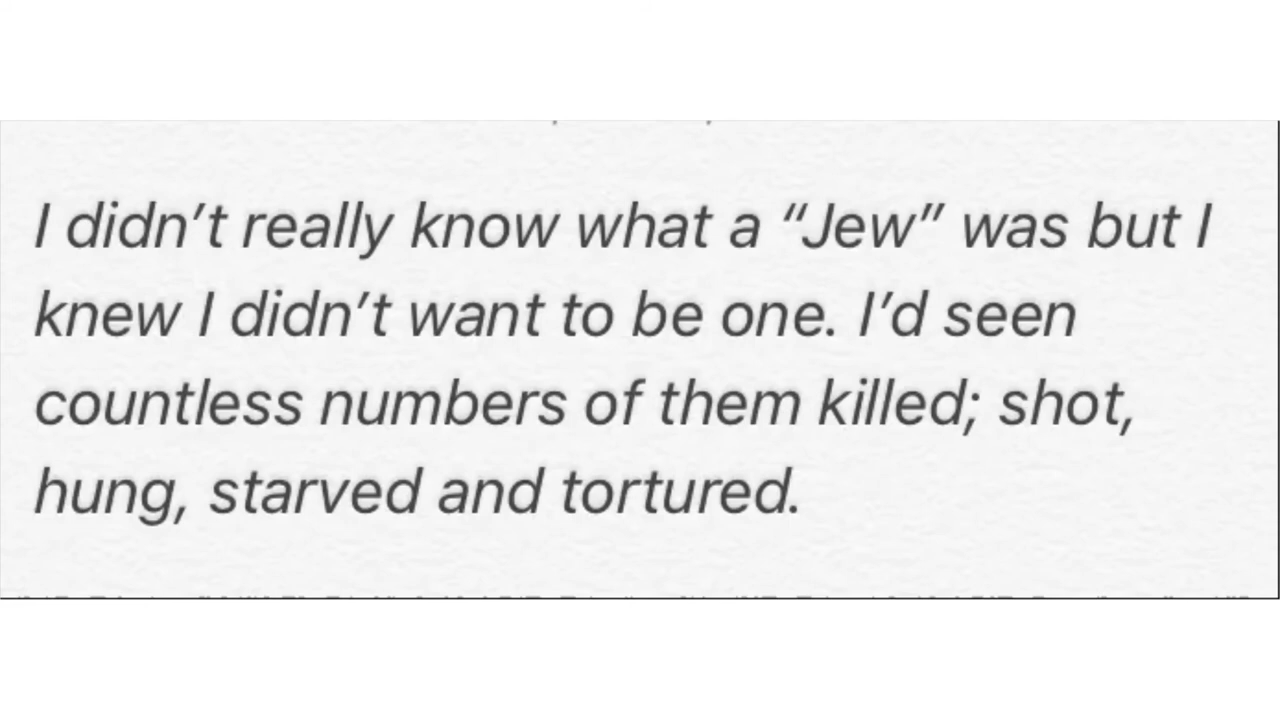 I didn’t really know what a “Jew” was but I
knew I didn’t want to be one. I’d seen
countless numbers of them killed; shot,
hung, starved and tortured.